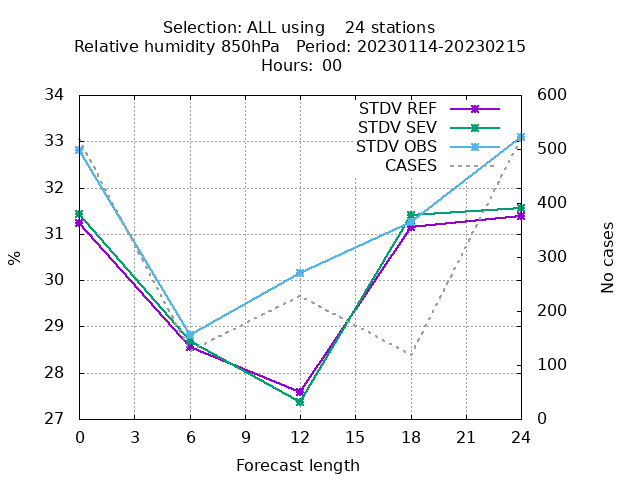 Selection: ALL using    24 stations
Relative humidity 850hPa   Period: 20230114-20230215
Hours: 00
34
33
32
31
30
29
28
27
%
600
500
400
300
200
100
0
No cases
STDV REF
STDV SEV
STDV OBS
CASES
0 3 6 9 12 15 18 21 24
Forecast length